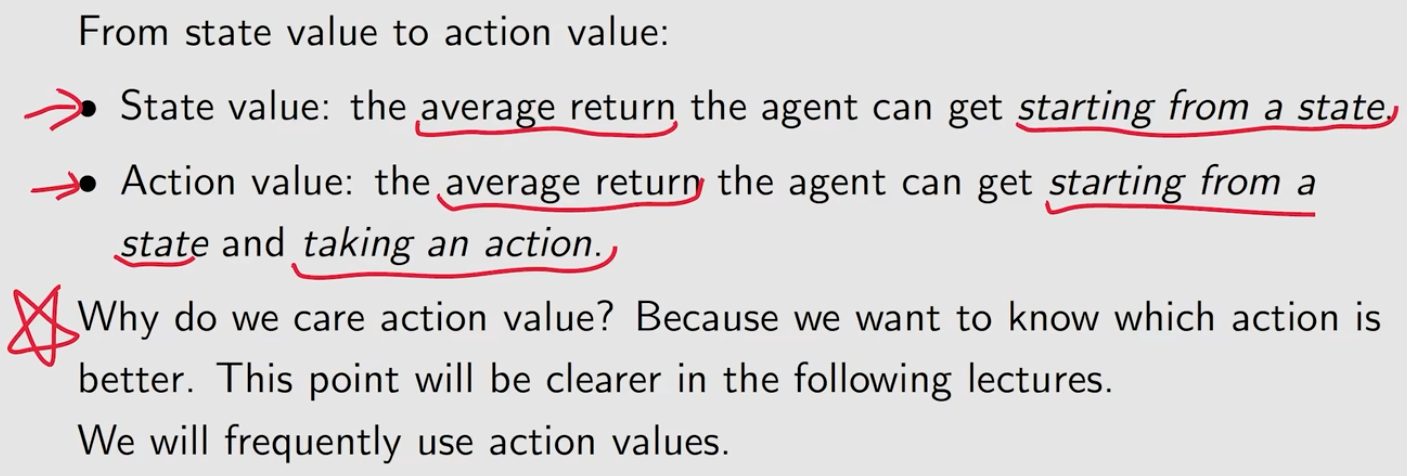 From state value to action value:
• State value: the average return the agent can get starting from a state.
• Action value: the average return the agent can get starting from a
state and taking an action.
Why do we care action value? Because we want to know which action is
better. This point will be clearer in the following lectures.
We will frequently use action values.